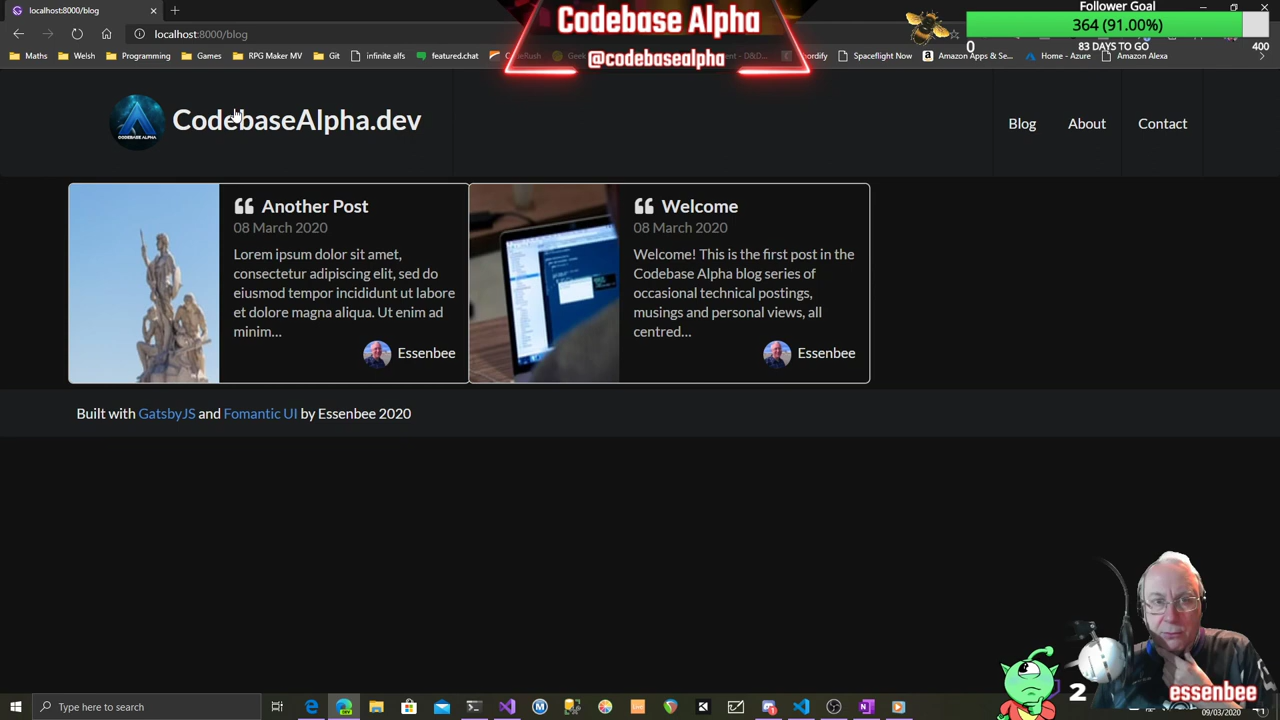 localhost:8000/blog
Codebase Alpha
@codebasealpha
Follower Goal
364 (91.00%)
0
83 DAYS TO GO
400
localhost:8000/blog
Mins
Welsh
Programming
Games
RPG Maker MV
Git
infinite alfs
featured.chat
Spaceflight Now
Amazon Apps & Se...
Home - Azure
Amazon Alexa
CODEBASE ALPHA
CodebaseAlpha.dev
Blog
About
Contact
Another Post
08 March 2020
Lorem ipsum dolor sit amet,
consectetur adipiscing elit, sed do
eiusmod tempor incididunt ut labore
et dolore magna aliqua. Ut enim ad
minim...
Essenbee
Welcome
08 March 2020
Welcome! This is the first post in the
Codebase Alpha blog series of
occasional technical postings,
musings and personal views, all
centred...
Essenbee
Built with GatsbyJS and Fomantic UI by Essenbee 2020
2
essenbee
Type here to search
09/03/2020